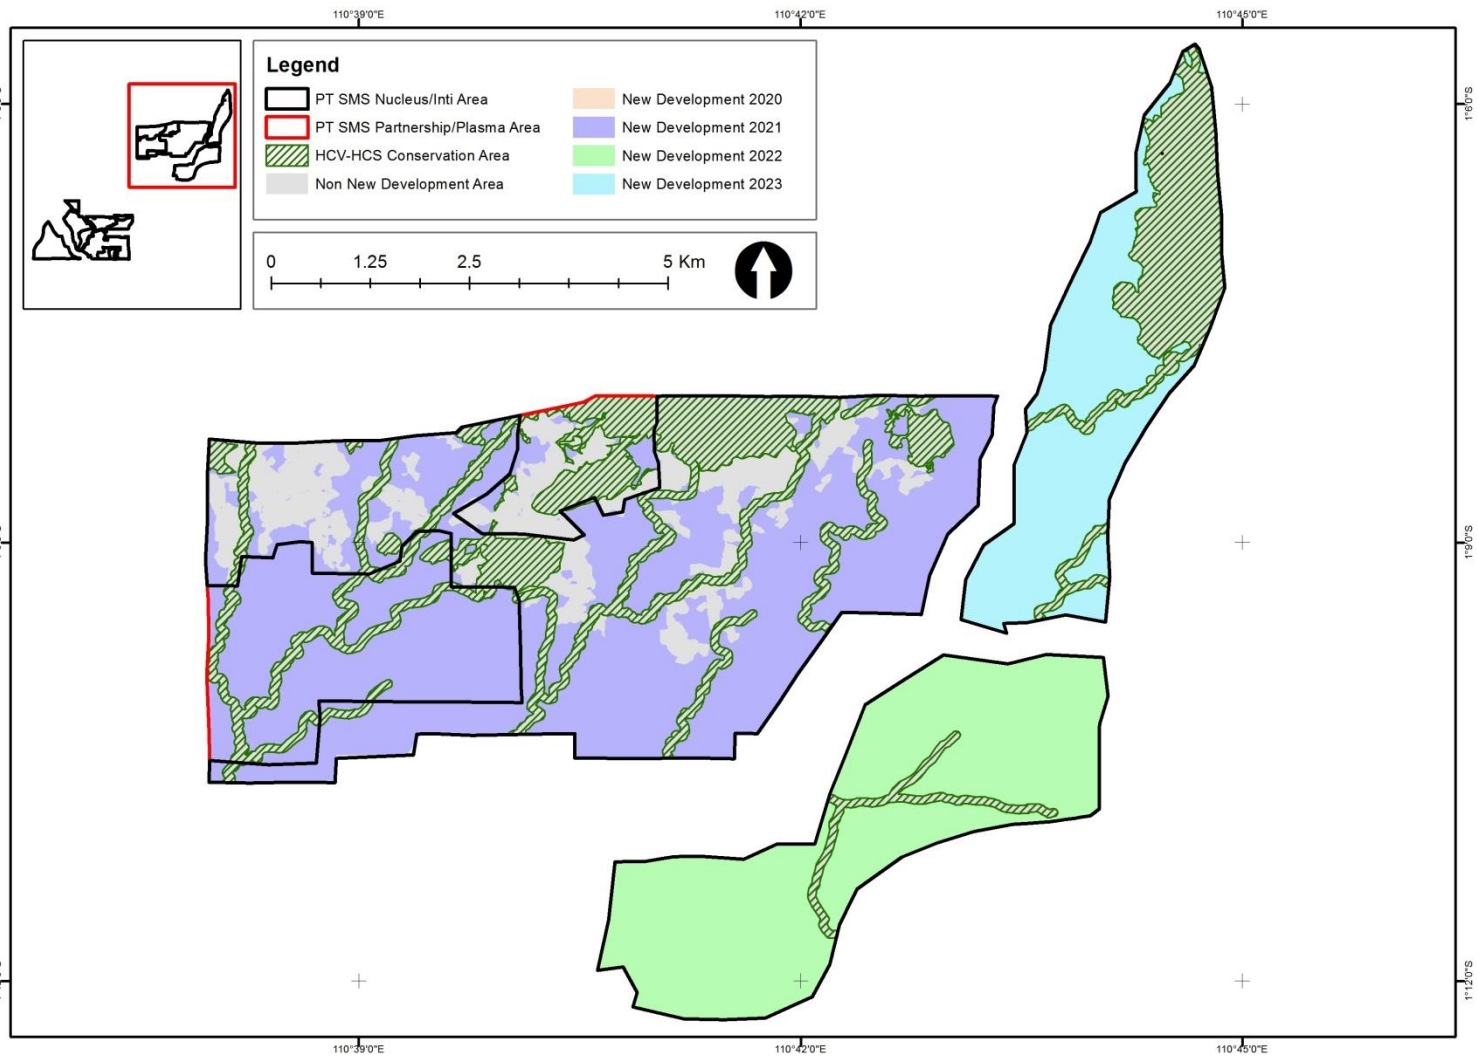 110°39'0"E 110°42'0"E 110°45'0"E
Legend
PT SMS Nucleus/Inti Area
PT SMS Partnership/Plasma Area
HCV-HCS Conservation Area
Non New Development Area
New Development 2020
New Development 2021
New Development 2022
New Development 2023
0 1.25 2.5 5 Km
1°6'0"S
1°9'0"S
1°12'0"S
110°39'0"E 110°42'0"E 110°45'0"E